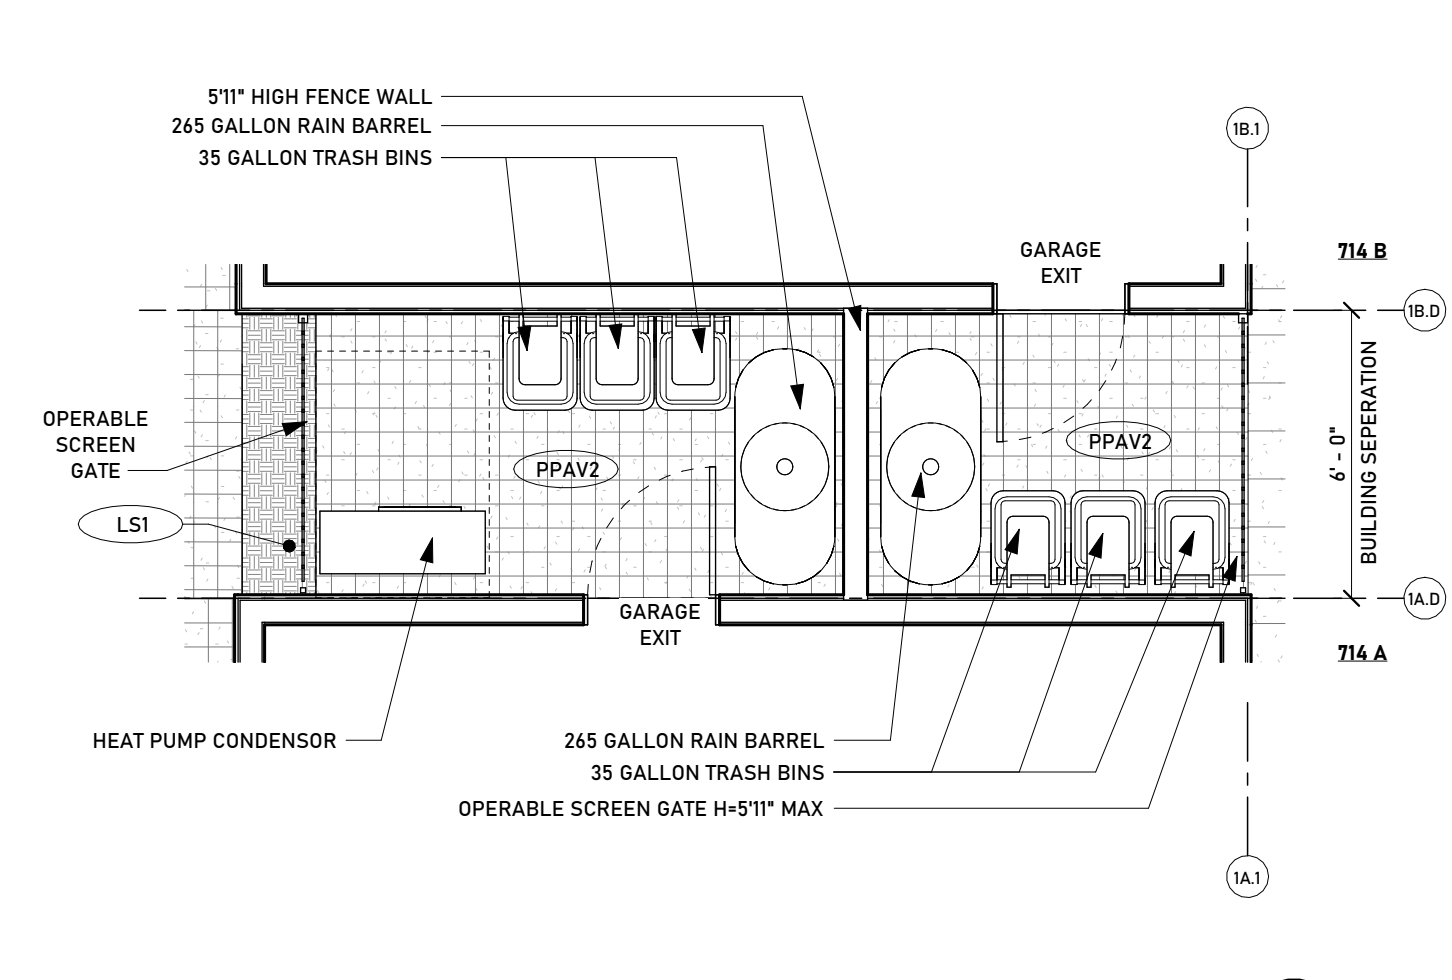 5'11" HIGH FENCE WALL
265 GALLON RAIN BARREL
35 GALLON TRASH BINS
1B.1
GARAGE
EXIT
714 B
1B.D
OPERABLE
SCREEN
GATE
PPAV2
PPAV2
6' - 0"
BUILDING SEPERATION
LS1
GARAGE
EXIT
1A.D
714 A
HEAT PUMP CONDENSOR
265 GALLON RAIN BARREL
35 GALLON TRASH BINS
OPERABLE SCREEN GATE H=5'11" MAX
1A.1